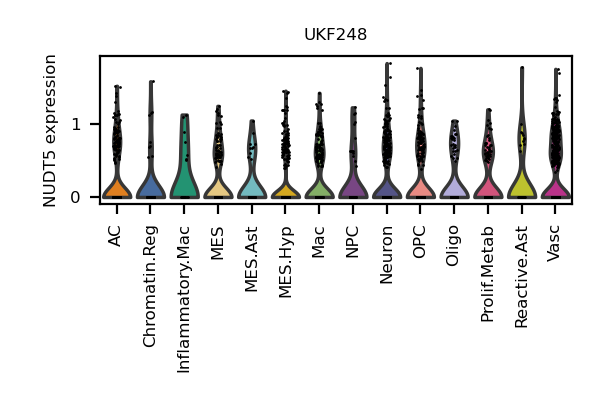 UKF248
NUDT5 expression
1
0
AC
Chromatin.Reg
Inflammatory.Mac
MES
MES.Ast
MES.Hyp
Mac
NPC
Neuron
OPC
Oligo
Prolif.Metab
Reactive.Ast
Vasc